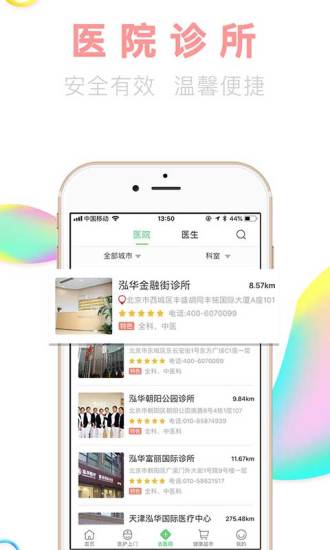 医院诊所
安全有效 温馨便捷
中国移动 13:50 52%
医院 医生
全部城市 科室
泓华金融街诊所 8.57km
北京市西城区丰盛胡同丰铭国际大厦A座101
电话:400-6070099
特色 全科、中医
北京市东城区东长安街1号东方广场C1座一层
电话:400-6070099
特色 全科、中医
泓华朝阳公园诊所 9.84km
北京市朝阳区朝阳公园南路8号4栋1层107
电话:010-85874939
特色 全科、中医科
泓华富丽国际诊所 11.67km
北京市朝阳区广渠门外大街1号一层107
电话:010-58621517
特色 全科、中医科
天津泓华国际医疗中心 275.48km
首页 医护上门 去医院 健康超市 我的